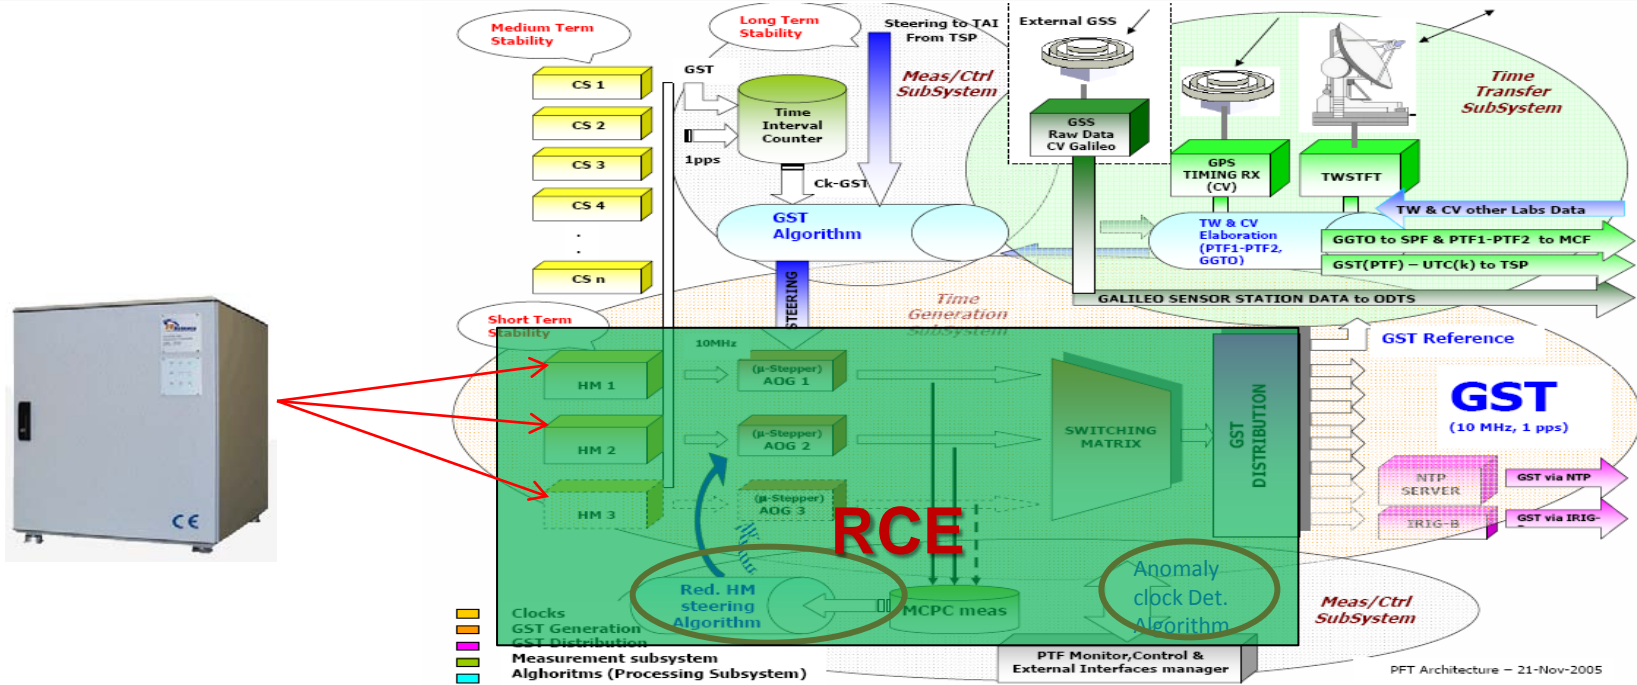 Medium Term
Stability
Long Term
Stability
Steering to TAI
From TSP
External GSS
CS 1
CS 2
CS 3
CS 4
.
.
CS n
GST
1pps
Time
Interval
Counter
Ck-GST
Meas/Ctrl
SubSystem
GSS
Raw Data
CV Galileo
GPS
TIMING RX
(CV)
TWSTFT
Time
Transfer
SubSystem
GST
Algorithm
TW & CV
Elaboration
(PTF1-PTF2,
GGTO)
TW & CV other Labs Data
GGTO to SPF & PTF1-PTF2 to MCF
GST(PTF) – UTC(k) to TSP
GALILEO SENSOR STATION DATA to ODTS
STEERING
Time
Generation
SubSystem
Short Term
Stability
10MHz
HM 1
HM 2
HM 3
(µ-Stepper)
AOG 1
(µ-Stepper)
AOG 2
(µ-Stepper)
AOG 3
SWITCHING
MATRIX
GST
DISTRIBUTION
GST Reference
GST
(10 MHz, 1 pps)
NTP
SERVER
IRIG-B
GST via NTP
GST via IRIG-
RCE
Red. HM
steering
Algorithm
MCPC meas
Anomaly
clock Det.
Algorithm
Meas/Ctrl
SubSystem
PTF Monitor,Control &
External Interfaces manager
Clocks
GST Generation
GST Distribution
Measurement subsystem
Alghoritms (Processing Subsystem)
PFT Architecture – 21-Nov-2005
CE